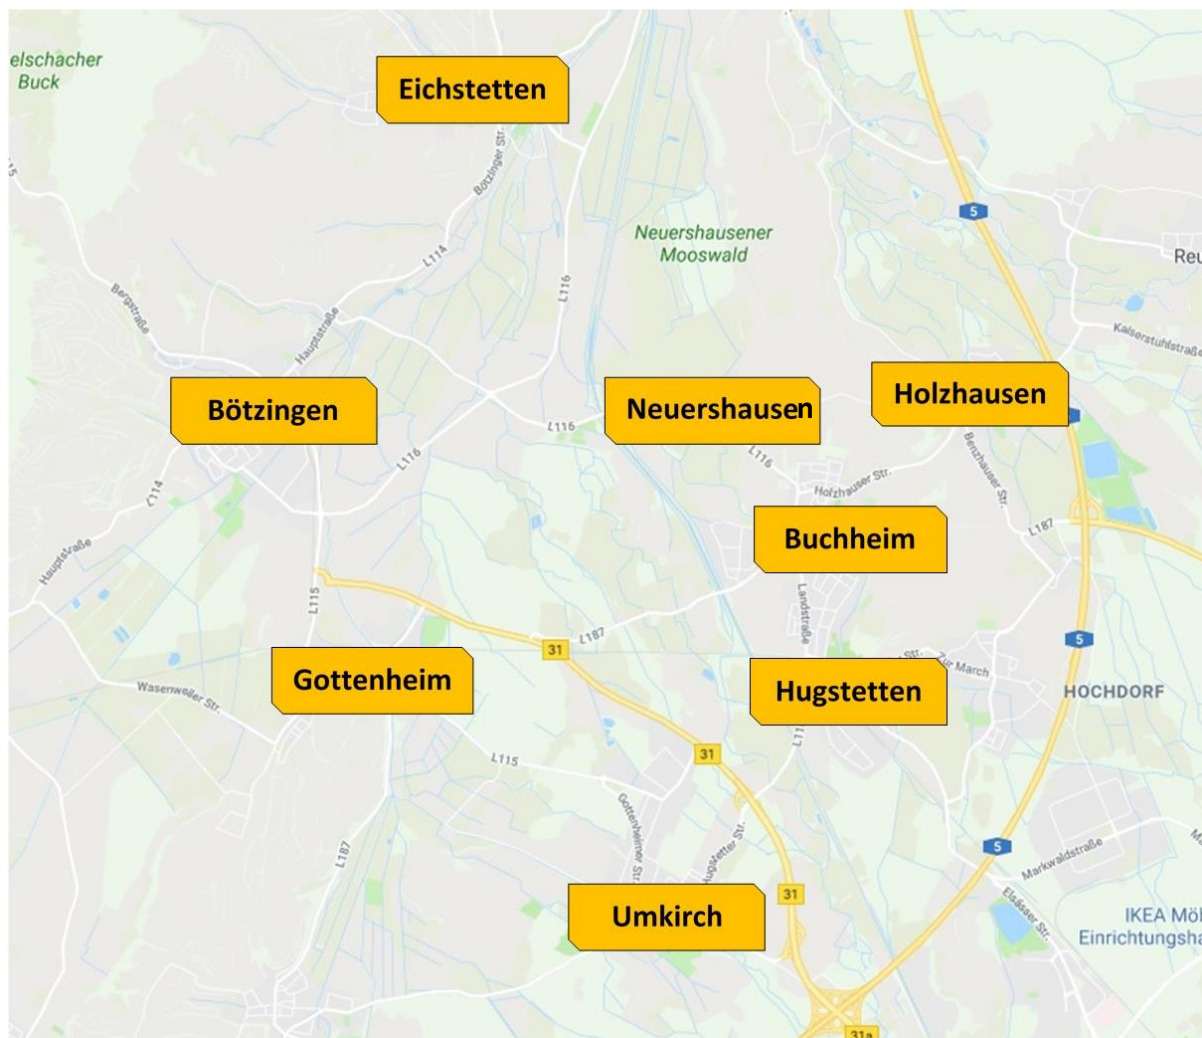 elschacher
Buck
Eichstetten
Bötzinger Str.
5
Neuershausener
Mooswald
Reu
L114
L116
Bergstraße
Hauptstraße
Kaiserstuhlstraße
Bötzingen
Neuershausen
Holzhausen
L116
L116
L116
Benzhauser Str.
Holzhauser Str.
L114
Hauptstraße
Buchheim
L187
L115
Landstraße
L187
31
5
Gottenheim
Hugstetten
Str.
Zur March
HOCHDORF
Wasenweiler Str.
L115
31
Gottenheimer Str.
Hugstetter Str.
L187
5
Markwaldstraße
31
Umkirch
Elsässer Str.
IKEA Möl
Einrichtungsha
31a